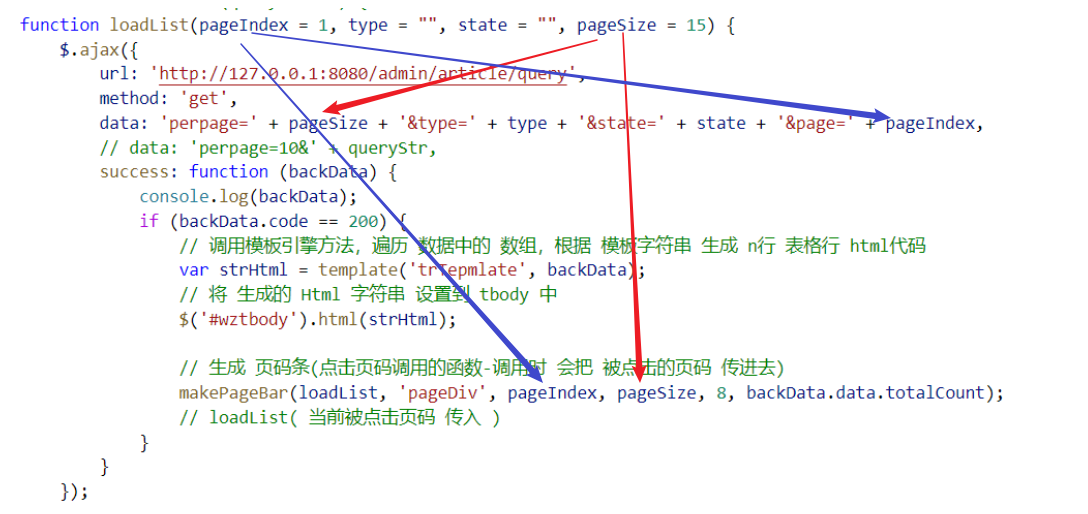 function loadList(pageIndex = 1, type = "", state = "", pageSize = 15) {
$.ajax({
url: 'http://127.0.0.1:8080/admin/article/query',
method: 'get',
data: 'perpage=' + pageSize + '&type=' + type + '&state=' + state + '&page=' + pageIndex,
// data: 'perpage=10&' + queryStr,
success: function (backData) {
console.log(backData);
if (backData.code == 200) {
// 调用模板引擎方法, 遍历 数据中的 数组, 根据 模板字符串 生成 n行 表格行 html代码
var strHtml = template('trTepmlate', backData);
// 将 生成的 Html 字符串 设置到 tbody 中
$('#wztbody').html(strHtml);
// 生成 页码条(点击页码调用的函数-调用时 会把 被点击的页码 传进去)
makePageBar(loadList, 'pageDiv', pageIndex, pageSize, 8, backData.data.totalCount);
// loadList( 当前被点击页码 传入 )
}
}
});